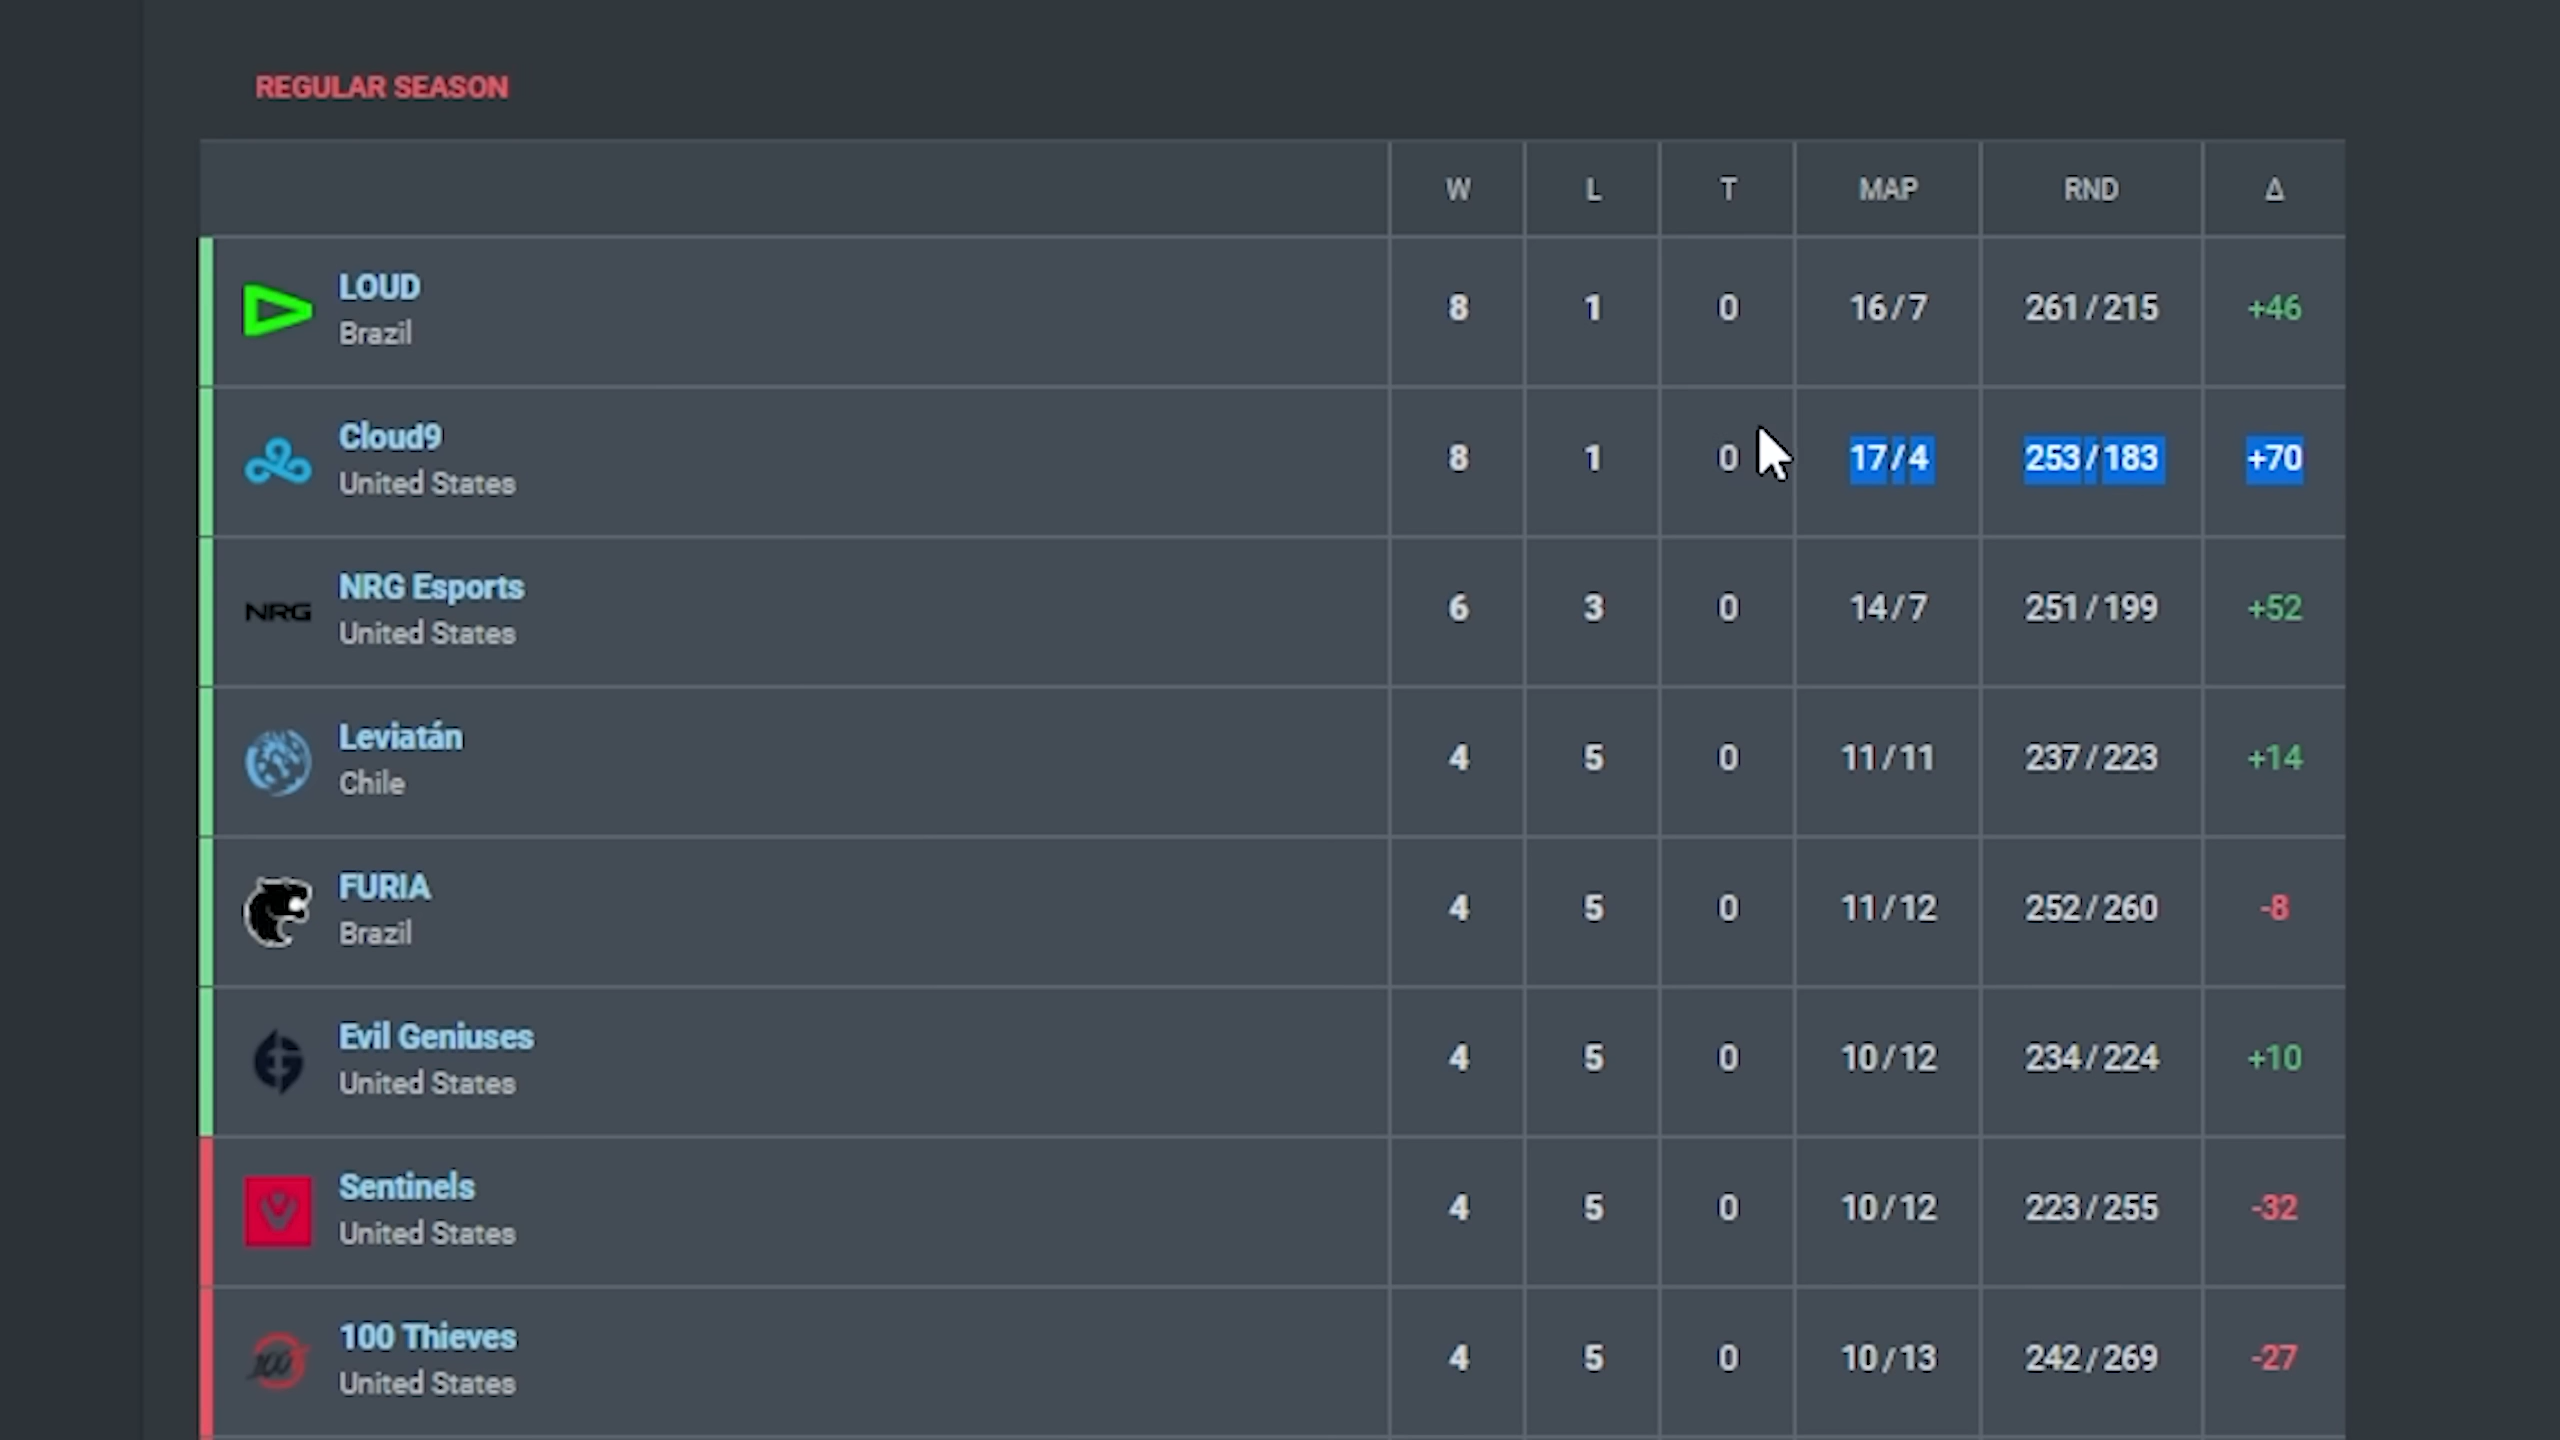 REGULAR SEASON
W L T MAP RND Δ
LOUD
Brazil
8 1 0 16/7 261/215 +46
Cloud9
United States
8 1 0 17/4 253/183 +70
NRG
NRG Esports
United States
6 3 0 14/7 251/199 +52
Leviatán
Chile
4 5 0 11/11 237/223 +14
FURIA
Brazil
4 5 0 11/12 252/260 -8
Evil Geniuses
United States
4 5 0 10/12 234/224 +10
Sentinels
United States
4 5 0 10/12 223/255 -32
100
100 Thieves
United States
4 5 0 10/13 242/269 -27